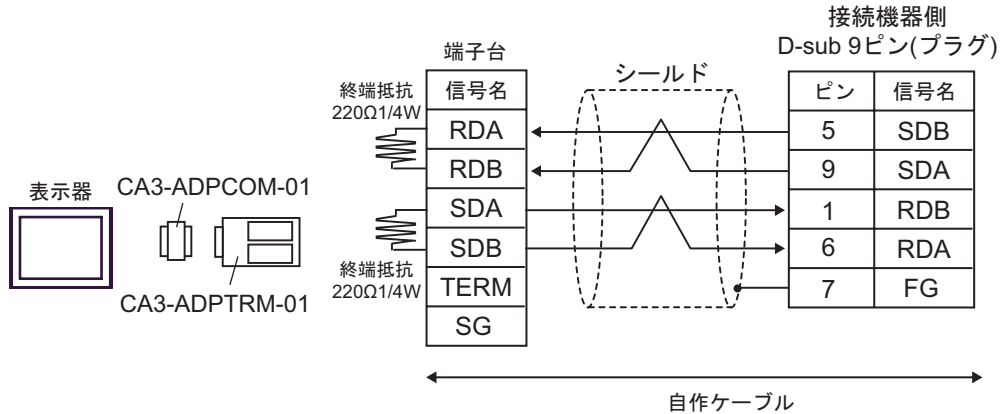 接続機器側
D-sub 9ピン(プラグ)
端子台
シールド
終端抵抗
220Ω1/4W
信号名
ピン 信号名
RDA
5 SDB
RDB
9 SDA
表示器
CA3-ADPCOM-01
SDA
1 RDB
SDB
6 RDA
終端抵抗
220Ω1/4W
CA3-ADPTRM-01
TERM
7 FG
SG
自作ケーブル